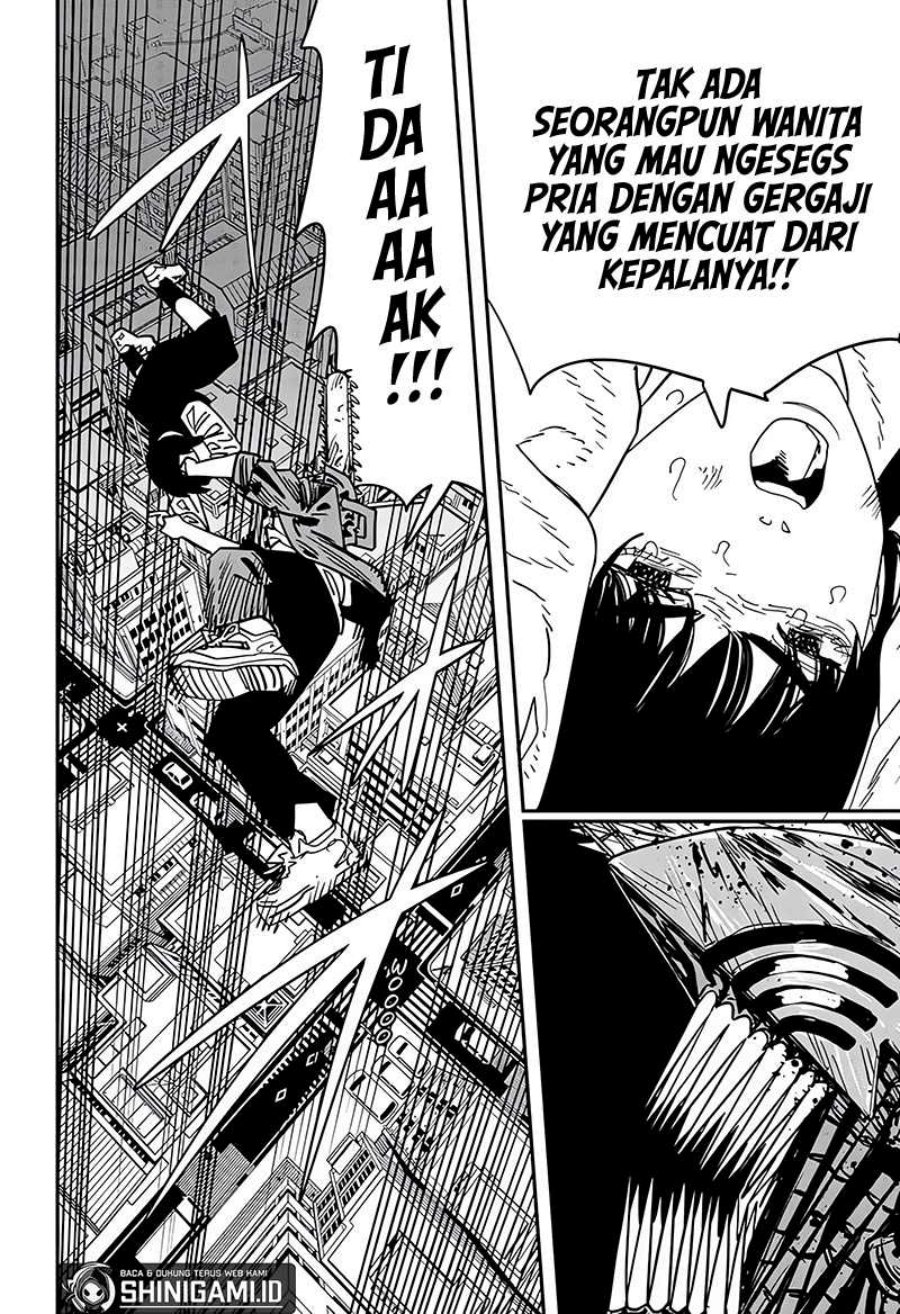 TAK ADA
SEORANGPUN WANITA
YANG MAU NGESEGS
PRIA DENGAN GERGAJI
YANG MENCUAT DARI
KEPALANYA!!
TI
DA
AA
AA
AK
!!!
BACA & DUKUNG TERUS WEB KAMI
SHINIGAMI.ID